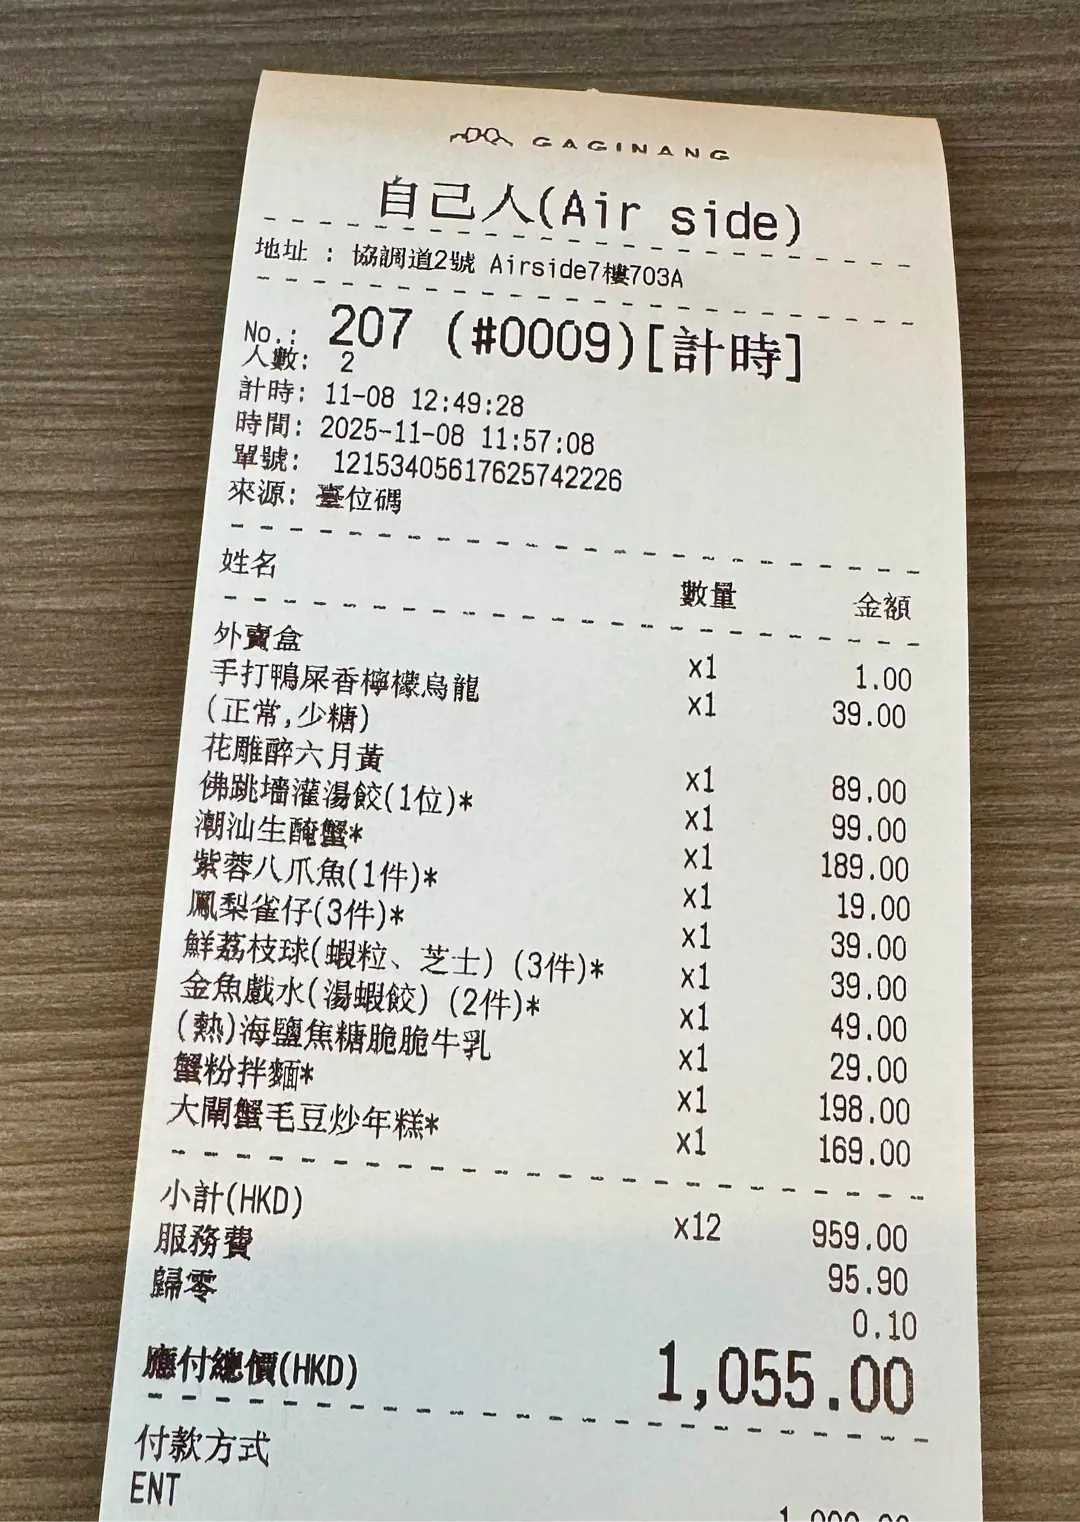 GAGINANG
自己人(Air side)
地址 : 協調道2號 Airside7樓703A
No.: 207 (#0009)[計時]
人數: 2
計時: 11-08 12:49:28
時間: 2025-11-08 11:57:08
單號: 12153405617625742226
來源: 臺位碼
姓名 數量 金額
外賣盒 x1 1.00
手打鴨屎香檸檬烏龍 x1 39.00
(正常,少糖)
花雕醉六月黃 x1 89.00
佛跳墻灌湯餃(1位)* x1 99.00
潮汕生醃蟹* x1 189.00
紫蓉八爪魚(1件)* x1 19.00
鳳梨雀仔(3件)* x1 39.00
鮮荔枝球(蝦粒、芝士) (3件)* x1 39.00
金魚戲水(湯蝦餃) (2件)* x1 49.00
(熱)海鹽焦糖脆脆牛乳 x1 29.00
蟹粉拌麵* x1 198.00
大閘蟹毛豆炒年糕* x1 169.00
小計(HKD) x12 959.00
服務費 95.90
歸零 0.10
應付總價(HKD) 1,055.00
付款方式
ENT